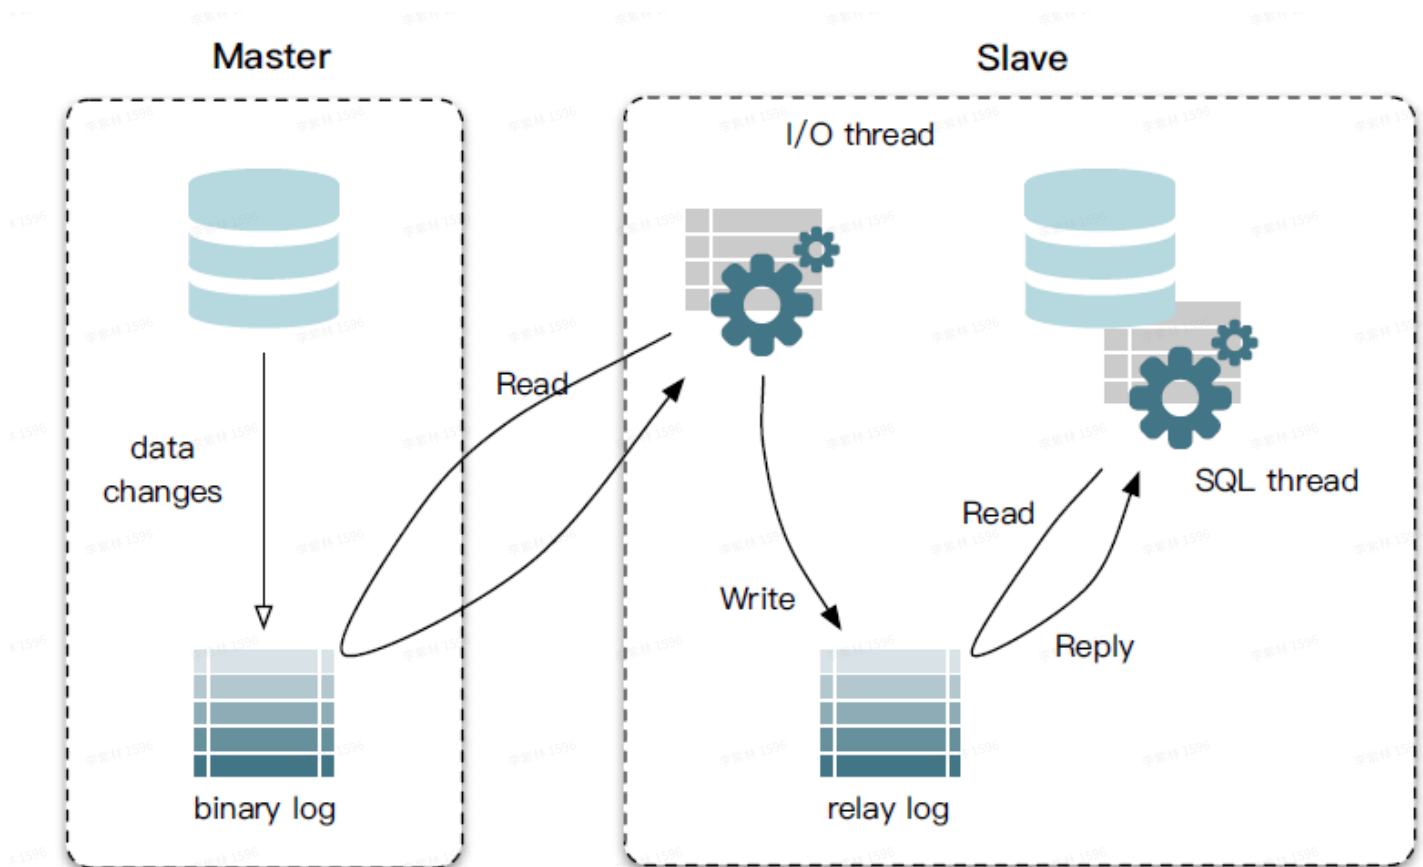 Master
Slave
I/O thread
Read
data
changes
SQL thread
Read
Write
Reply
binary log
relay log